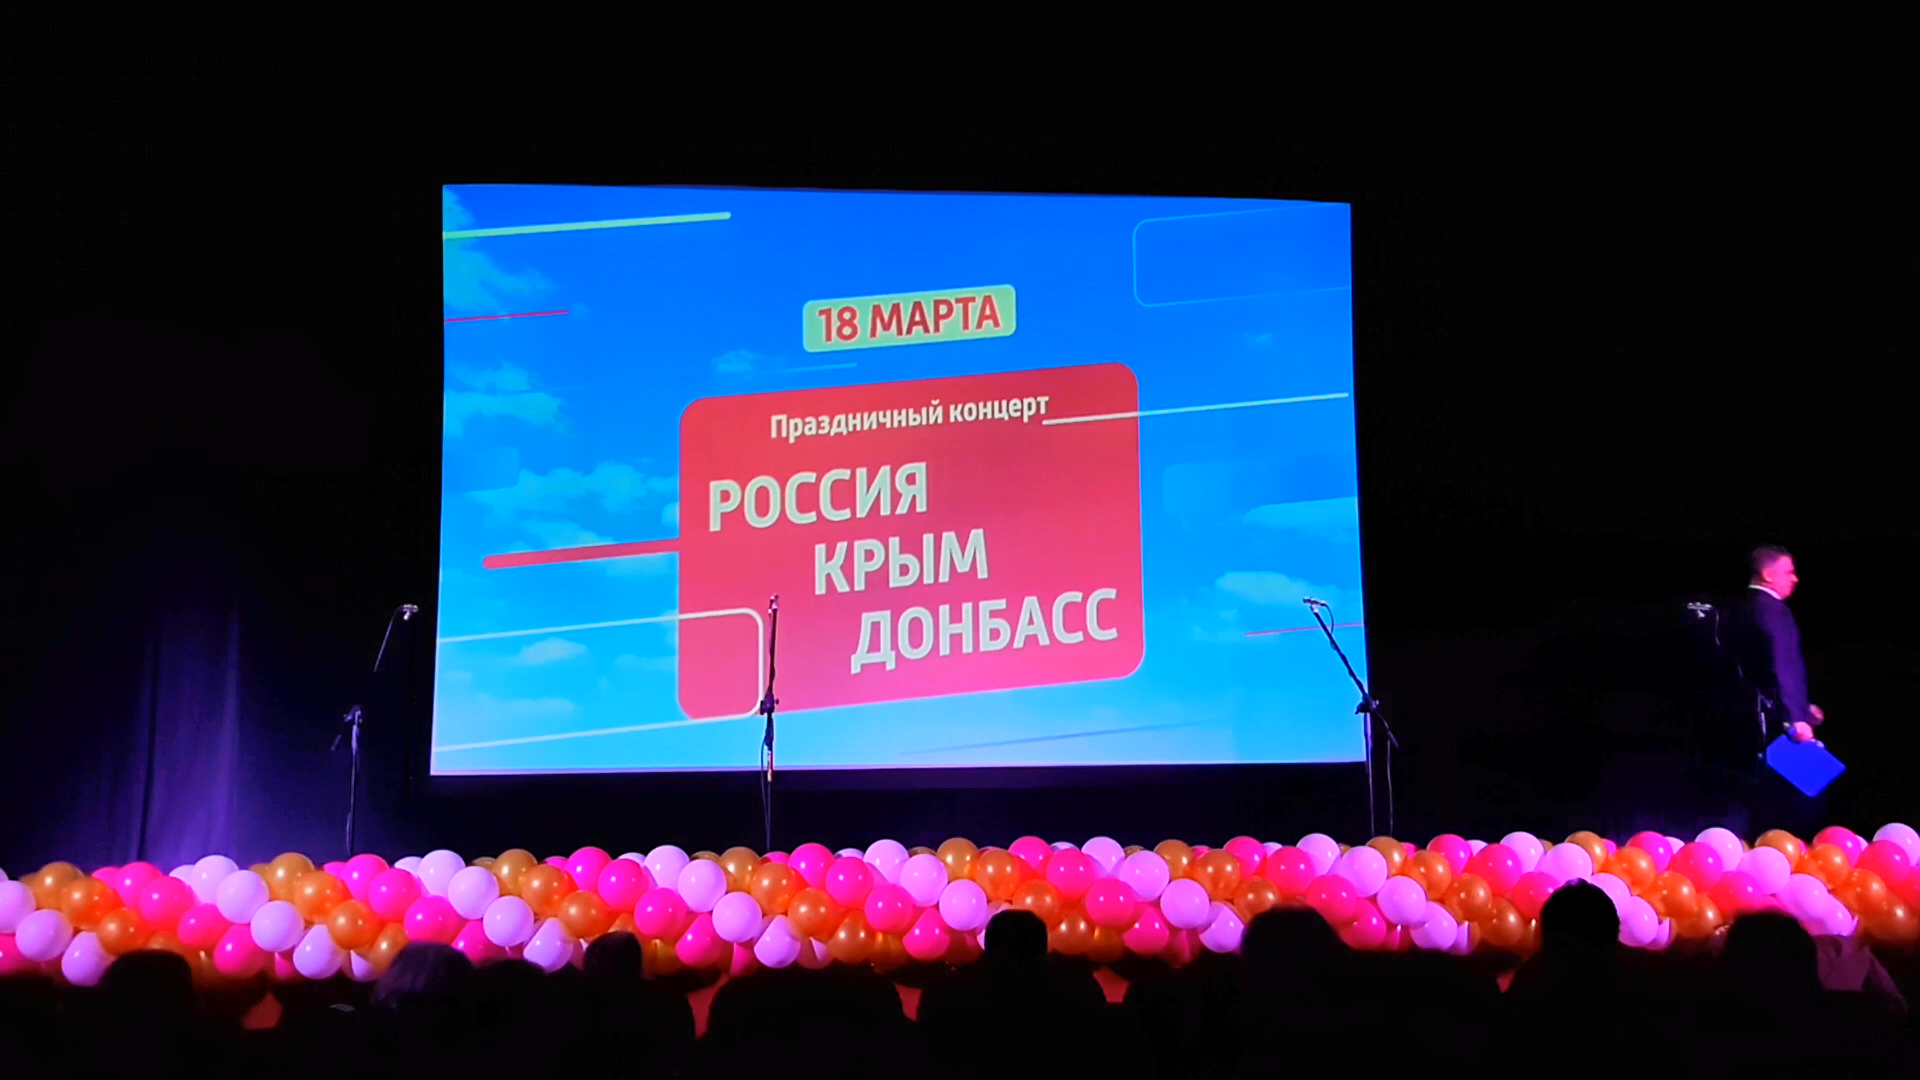 18 МАРТА
Праздничный концерт
РОССИЯ
КРЫМ
ДОНБАСС